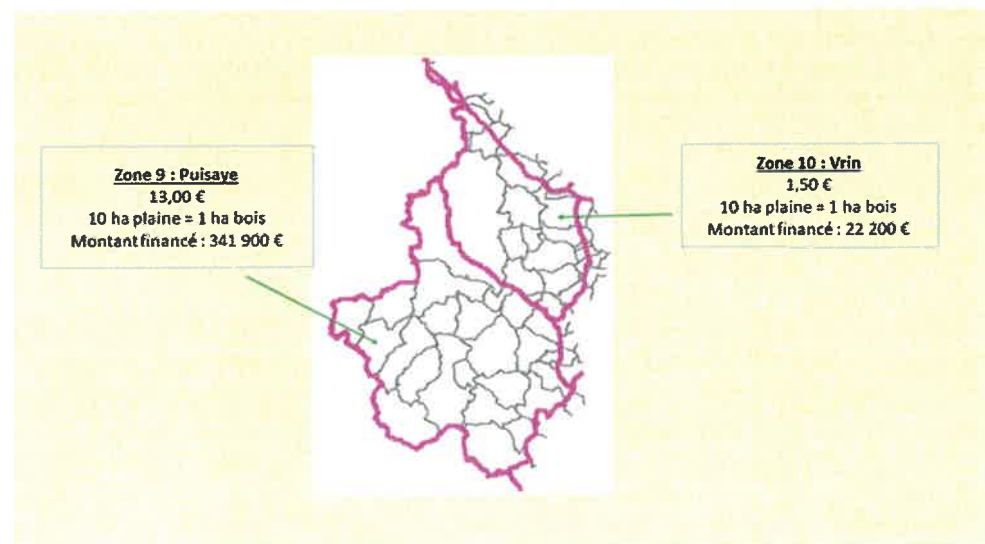 Zone 9 : Puisaye
13,00 €
10 ha plaine = 1 ha bois
Montant financé : 341 900 €
Zone 10 : Vrin
1,50 €
10 ha plaine = 1 ha bois
Montant financé : 22 200 €